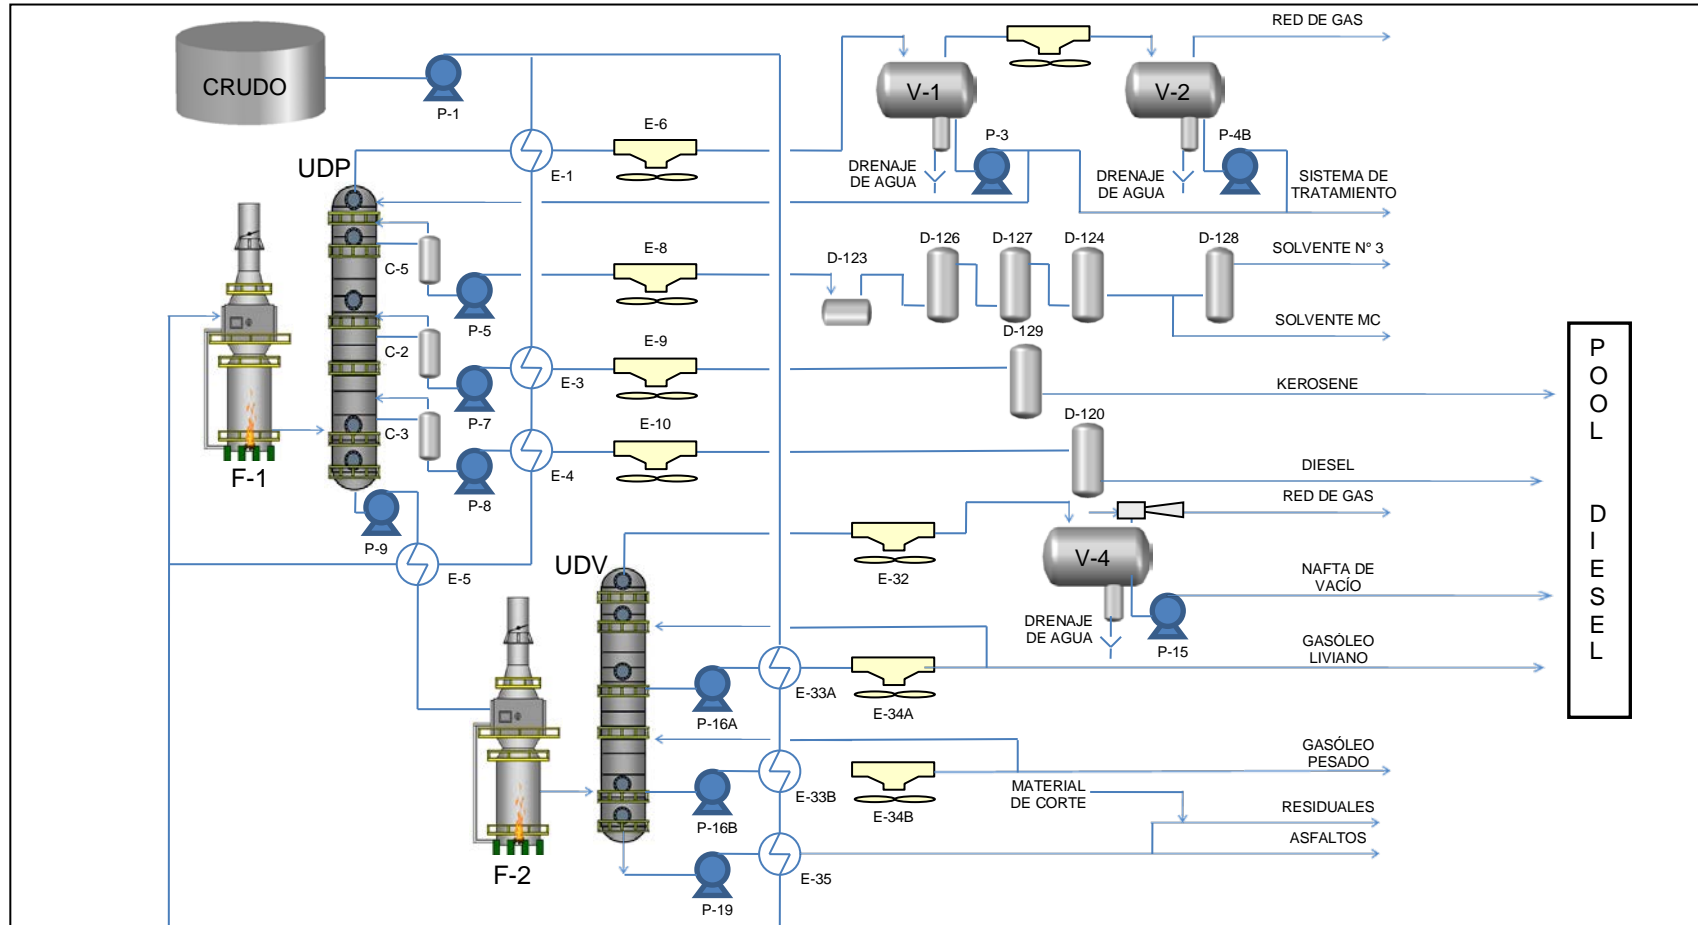 RED DE GAS
CRUDO
P-1
V-1
V-2
E-6
P-3
P-4B
UDP
E-1
DRENAJE
DE AGUA
DRENAJE
DE AGUA
SISTEMA DE
TRATAMIENTO
C-5
E-8
D-123
D-126
D-127
D-124
D-128
SOLVENTE N° 3
P-5
D-129
SOLVENTE MC
C-2
E-9
E-3
KEROSENE
P-7
C-3
E-10
D-120
F-1
P-8
E-4
DIESEL
RED DE GAS
P-9
E-5
UDV
E-32
V-4
NAFTA DE
VACÍO
DRENAJE
DE AGUA
P-15
GASÓLEO
LIVIANO
E-33A
E-34A
P-16A
GASÓLEO
PESADO
MATERIAL
DE CORTE
E-33B
E-34B
P-16B
RESIDUALES
ASFALTOS
F-2
E-35
P-19
P
O
O
L
D
I
E
S
E
L